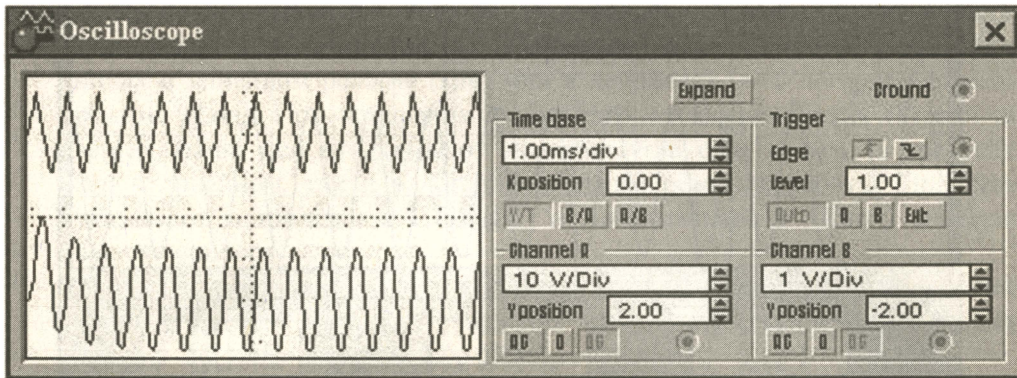 Oscilloscope
Expand Ground
Time base Trigger
1.00ms/div Edge
Xposition 0.00 level 1.00
Y/T B/A A/B Auto A B Ext
Channel A Channel B
10 V/Div 1 V/Div
Yposition 2.00 Yposition -2.00
AC 0 DC AC 0 DC